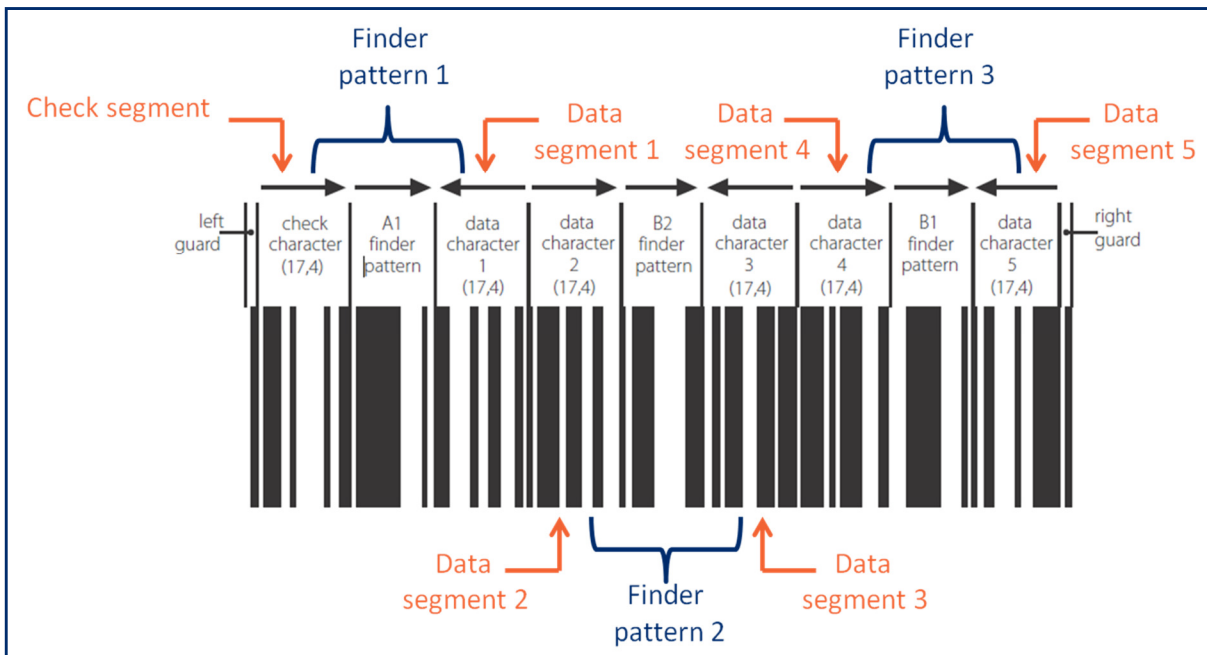 Finder
pattern 1
Finder
pattern 3
Check segment
Data
segment 1
Data
segment 4
Data
segment 5
left
guard
check
character
(17,4)
A1
finder
pattern
data
character
1
(17,4)
data
character
2
(17,4)
B2
finder
pattern
data
character
3
(17,4)
data
character
4
(17,4)
B1
finder
pattern
data
character
5
(17,4)
right
guard
Data
segment 2
Finder
pattern 2
Data
segment 3